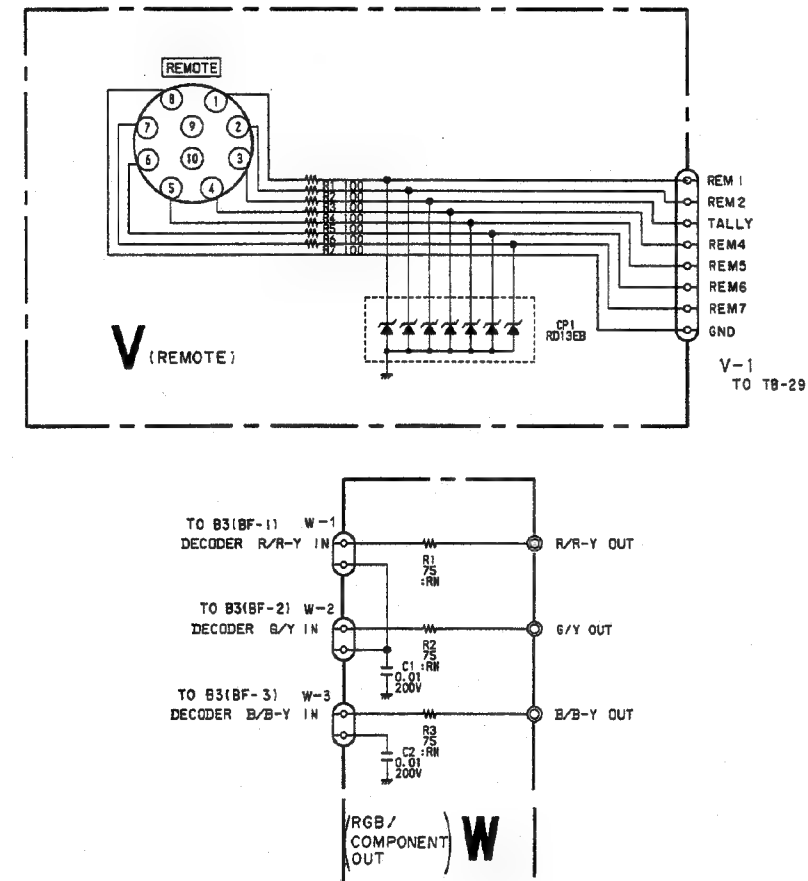 REMOTE
8 1
7 9 2
6 10 3
5 4
R1 100
R2 100
R3 100
R4 100
R5 100
R6 100
R7 100
REM 1
REM2
TALLY
REM4
REM5
REM6
REM7
GND
CP1
RD13EB
V (REMOTE)
V-1
TO TB-29
TO B3(BF-1) W-1
DECODER R/R-Y IN
R/R-Y OUT
R1
75
:RN
TO B3(BF-2) W-2
DECODER G/Y IN
G/Y OUT
R2
75
:RN
C1
0.01
200V
TO B3(BF-3) W-3
DECODER B/B-Y IN
B/B-Y OUT
R3
75
:RN
C2
0.01
200V
(RGB/
COMPONENT
OUT) W